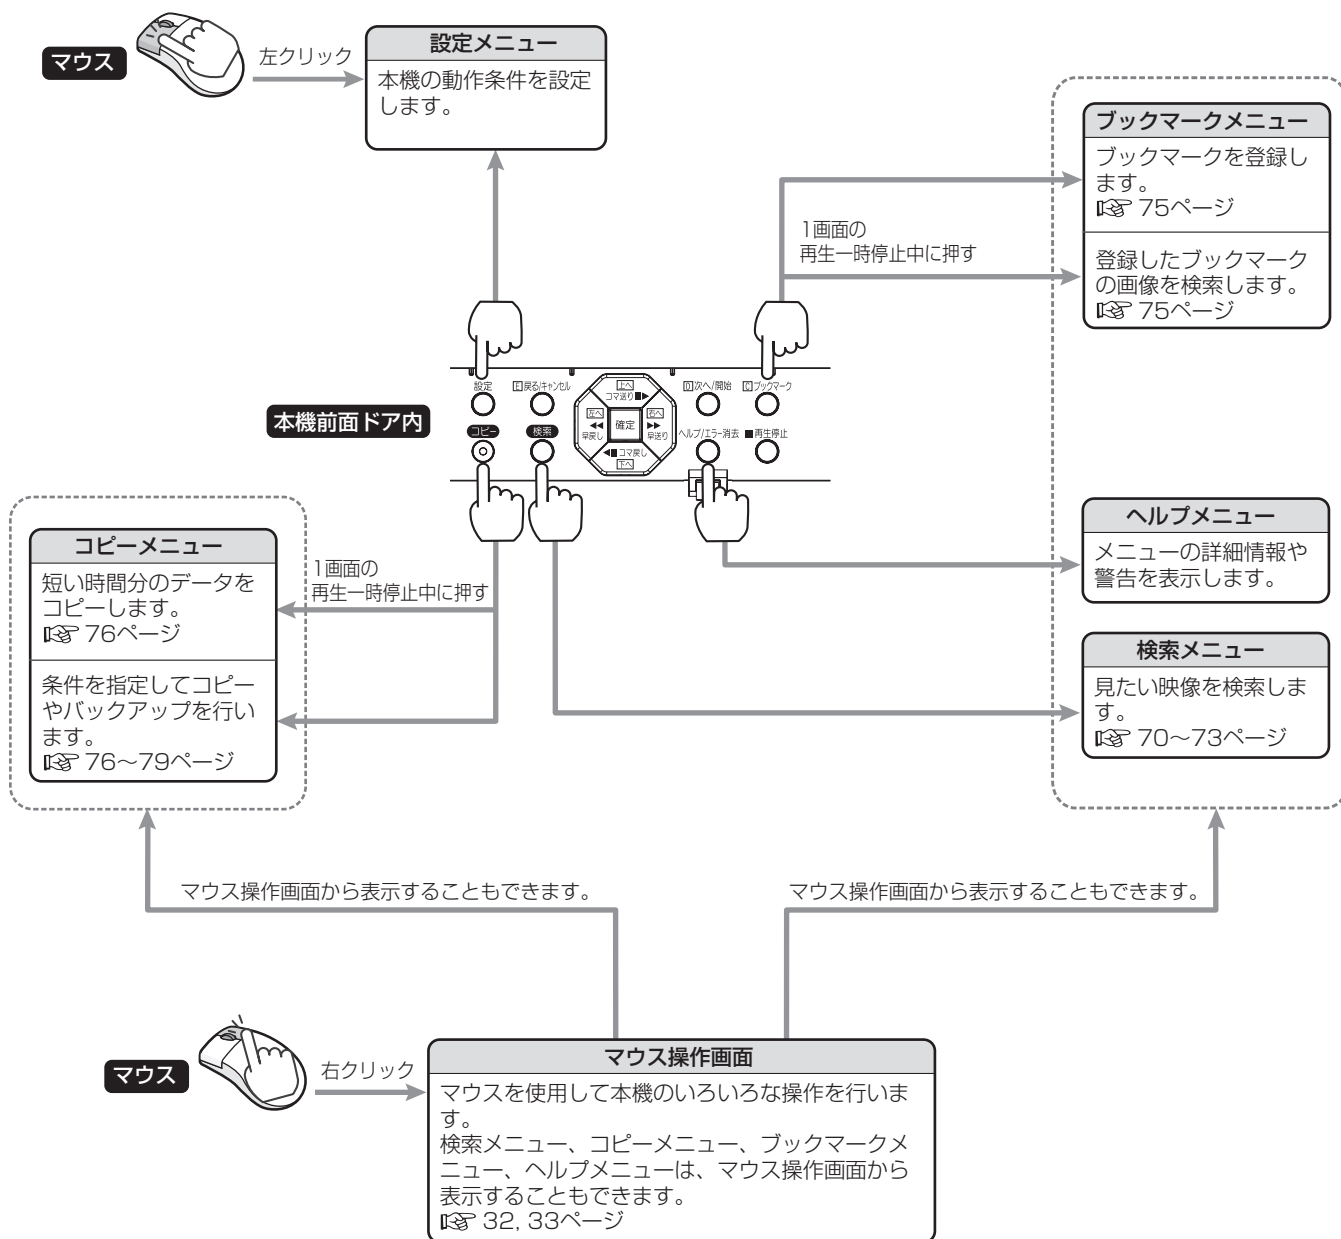 マウス
左クリック
設定メニュー
本機の動作条件を設定
します。
ブックマークメニュー
ブックマークを登録し
ます。
75ページ
登録したブックマーク
の画像を検索します。
75ページ
1画面の
再生一時停止中に押す
本機前面ドア内
設定
E戻る/キャンセル
上へ
コマ送り
D次へ/開始
Cブックマーク
左へ
早戻し
確定
右へ
早送り
コピー
検索
コマ戻し
下へ
ヘルプ/エラー消去
■再生停止
コピーメニュー
短い時間分のデータを
コピーします。
76ページ
条件を指定してコピー
やバックアップを行い
ます。
76~79ページ
1画面の
再生一時停止中に押す
ヘルプメニュー
メニューの詳細情報や
警告を表示します。
検索メニュー
見たい映像を検索しま
す。
70~73ページ
マウス操作画面から表示することもできます。
マウス操作画面から表示することもできます。
マウス
右クリック
マウス操作画面
マウスを使用して本機のいろいろな操作を行いま
す。
検索メニュー、コピーメニュー、ブックマークメ
ニュー、ヘルプメニューは、マウス操作画面から
表示することもできます。
32, 33ページ